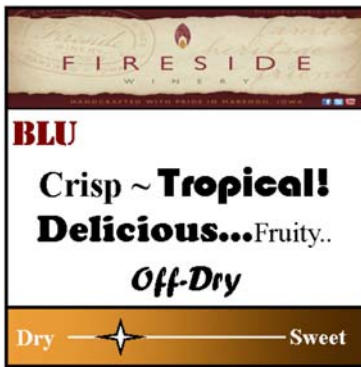 FIRESIDE
WINERY
HANDCRAFTED WITH PRIDE IN MARENGO, IOWA
BLU
Crisp ~ Tropical!
Delicious...Fruity..
Off-Dry
Dry Sweet